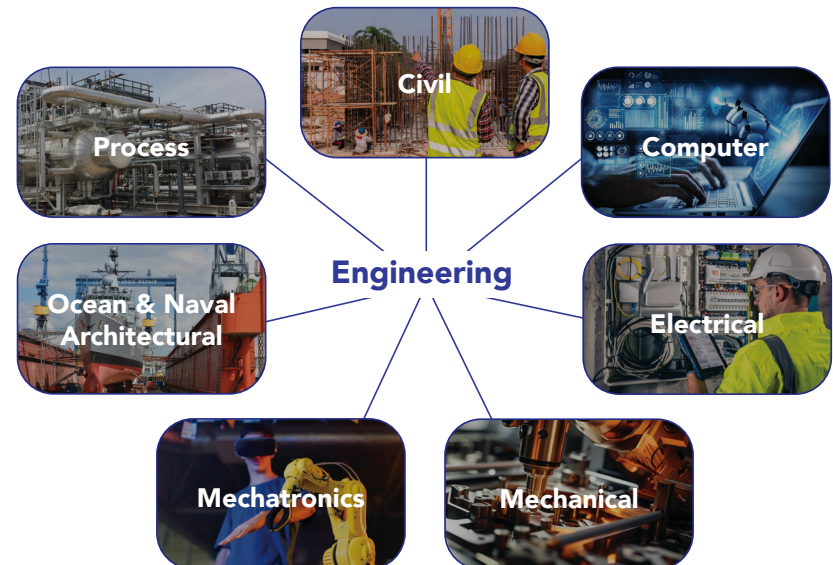 Civil
Process
Computer
Engineering
Ocean & Naval
Architectural
Electrical
Mechatronics
Mechanical